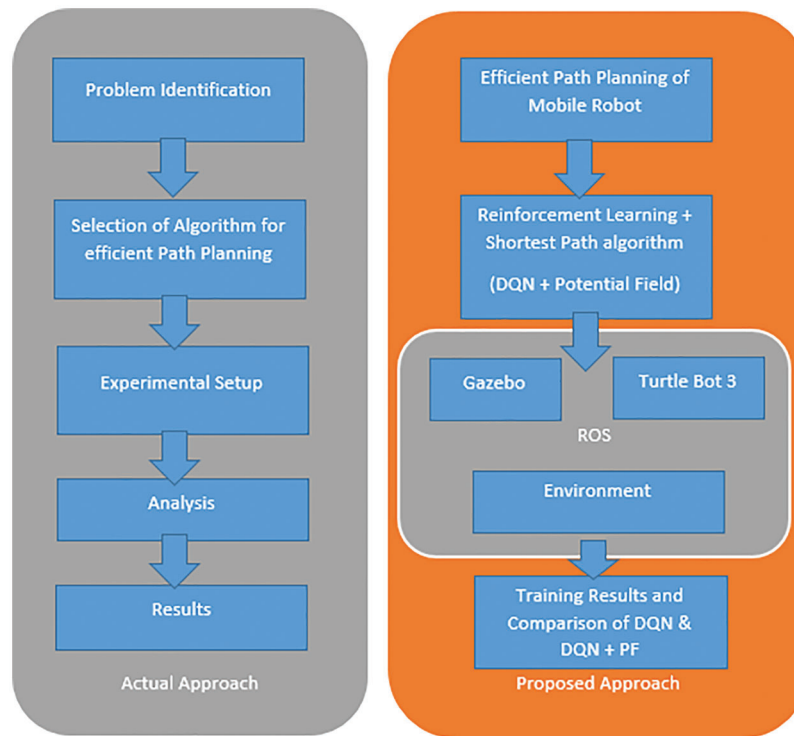 Problem Identification
Selection of Algorithm for
efficient Path Planning
Experimental Setup
Analysis
Results
Actual Approach
Efficient Path Planning of
Mobile Robot
Reinforcement Learning +
Shortest Path algorithm
(DQN + Potential Field)
Gazebo
Turtle Bot 3
ROS
Environment
Training Results and
Comparison of DQN &
DQN + PF
Proposed Approach